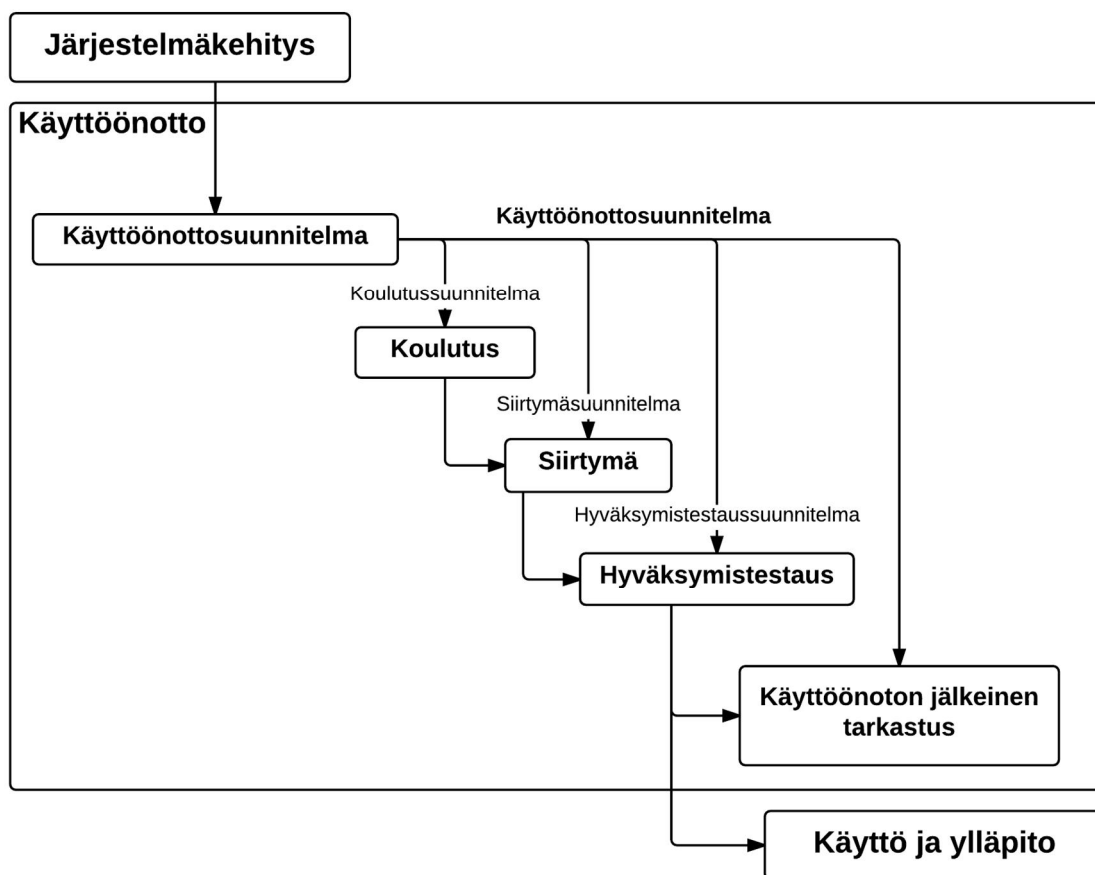 Järjestelmäkehitys
Käyttöönotto
Käyttöönottosuunnitelma
Käyttöönottosuunnitelma
Koulutussuunnitelma
Koulutus
Siirtymäsuunnitelma
Siirtymä
Hyväksymistestaussuunnitelma
Hyväksymistestaus
Käyttöönoton jälkeinen
tarkastus
Käyttö ja ylläpito